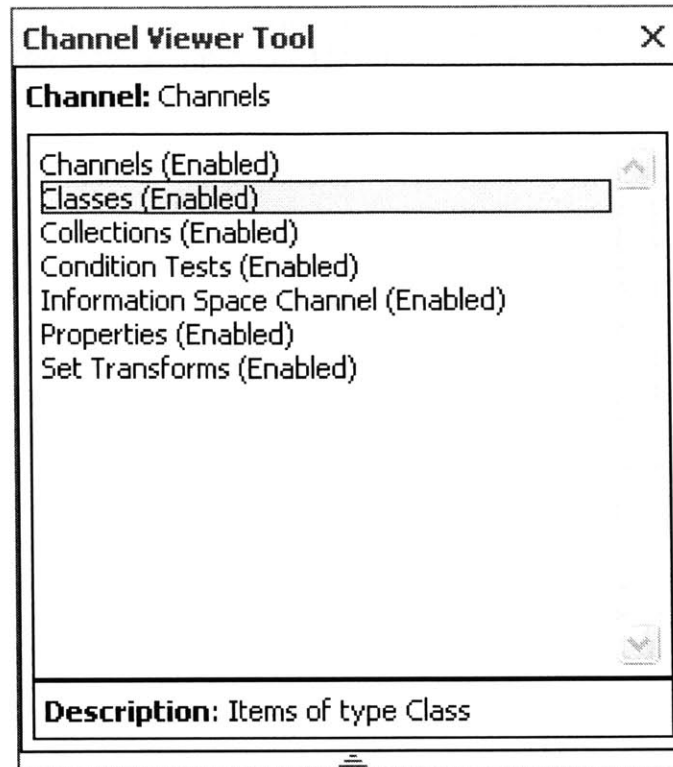 Channel Viewer Tool
Channel: Channels
Channels (Enabled)
Classes (Enabled)
Collections (Enabled)
Condition Tests (Enabled)
Information Space Channel (Enabled)
Properties (Enabled)
Set Transforms (Enabled)
Description: Items of type Class